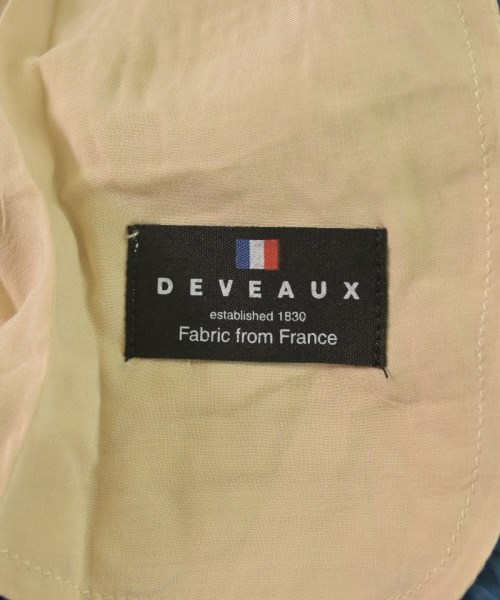 DEVEAUX
established 1830
Fabric from France